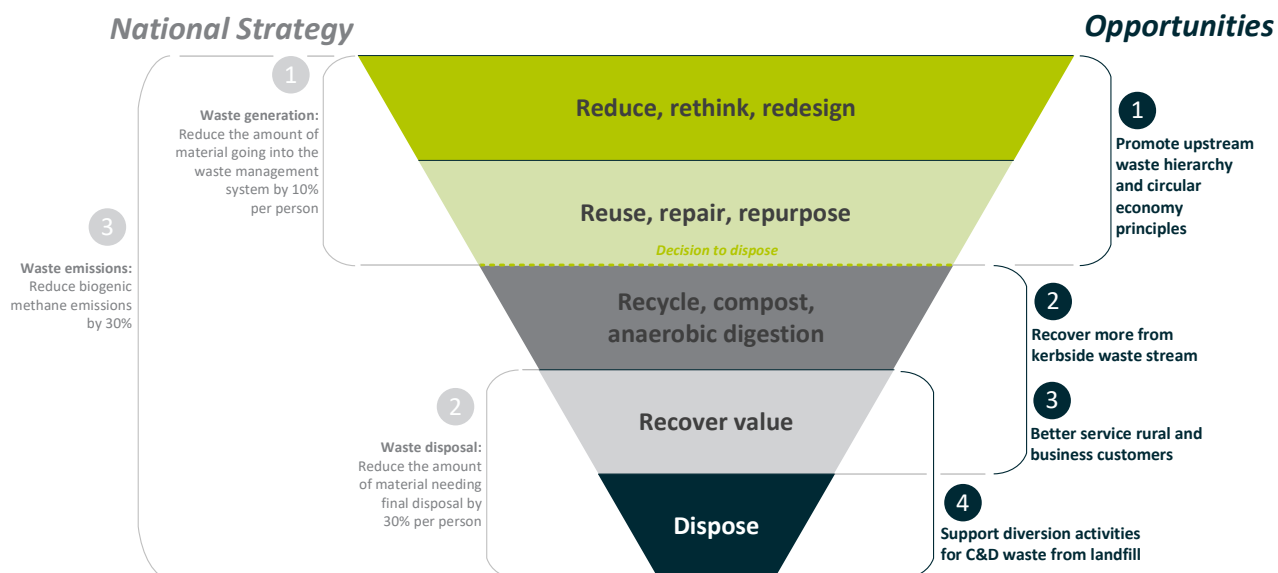 National Strategy
Opportunities
1
Waste generation:
Reduce the amount of
material going into the
waste management
system by 10%
per person
3
Waste emissions:
Reduce biogenic
methane emissions
by 30%
2
Waste disposal:
Reduce the amount
of material needing
final disposal by
30% per person
Reduce, rethink, redesign
Reuse, repair, repurpose
Decision to dispose
Recycle, compost,
anaerobic digestion
Recover value
Dispose
1
Promote upstream
waste hierarchy
and circular
economy
principles
2
Recover more from
kerbside waste stream
3
Better service rural and
business customers
4
Support diversion activities
for C&D waste from landfill